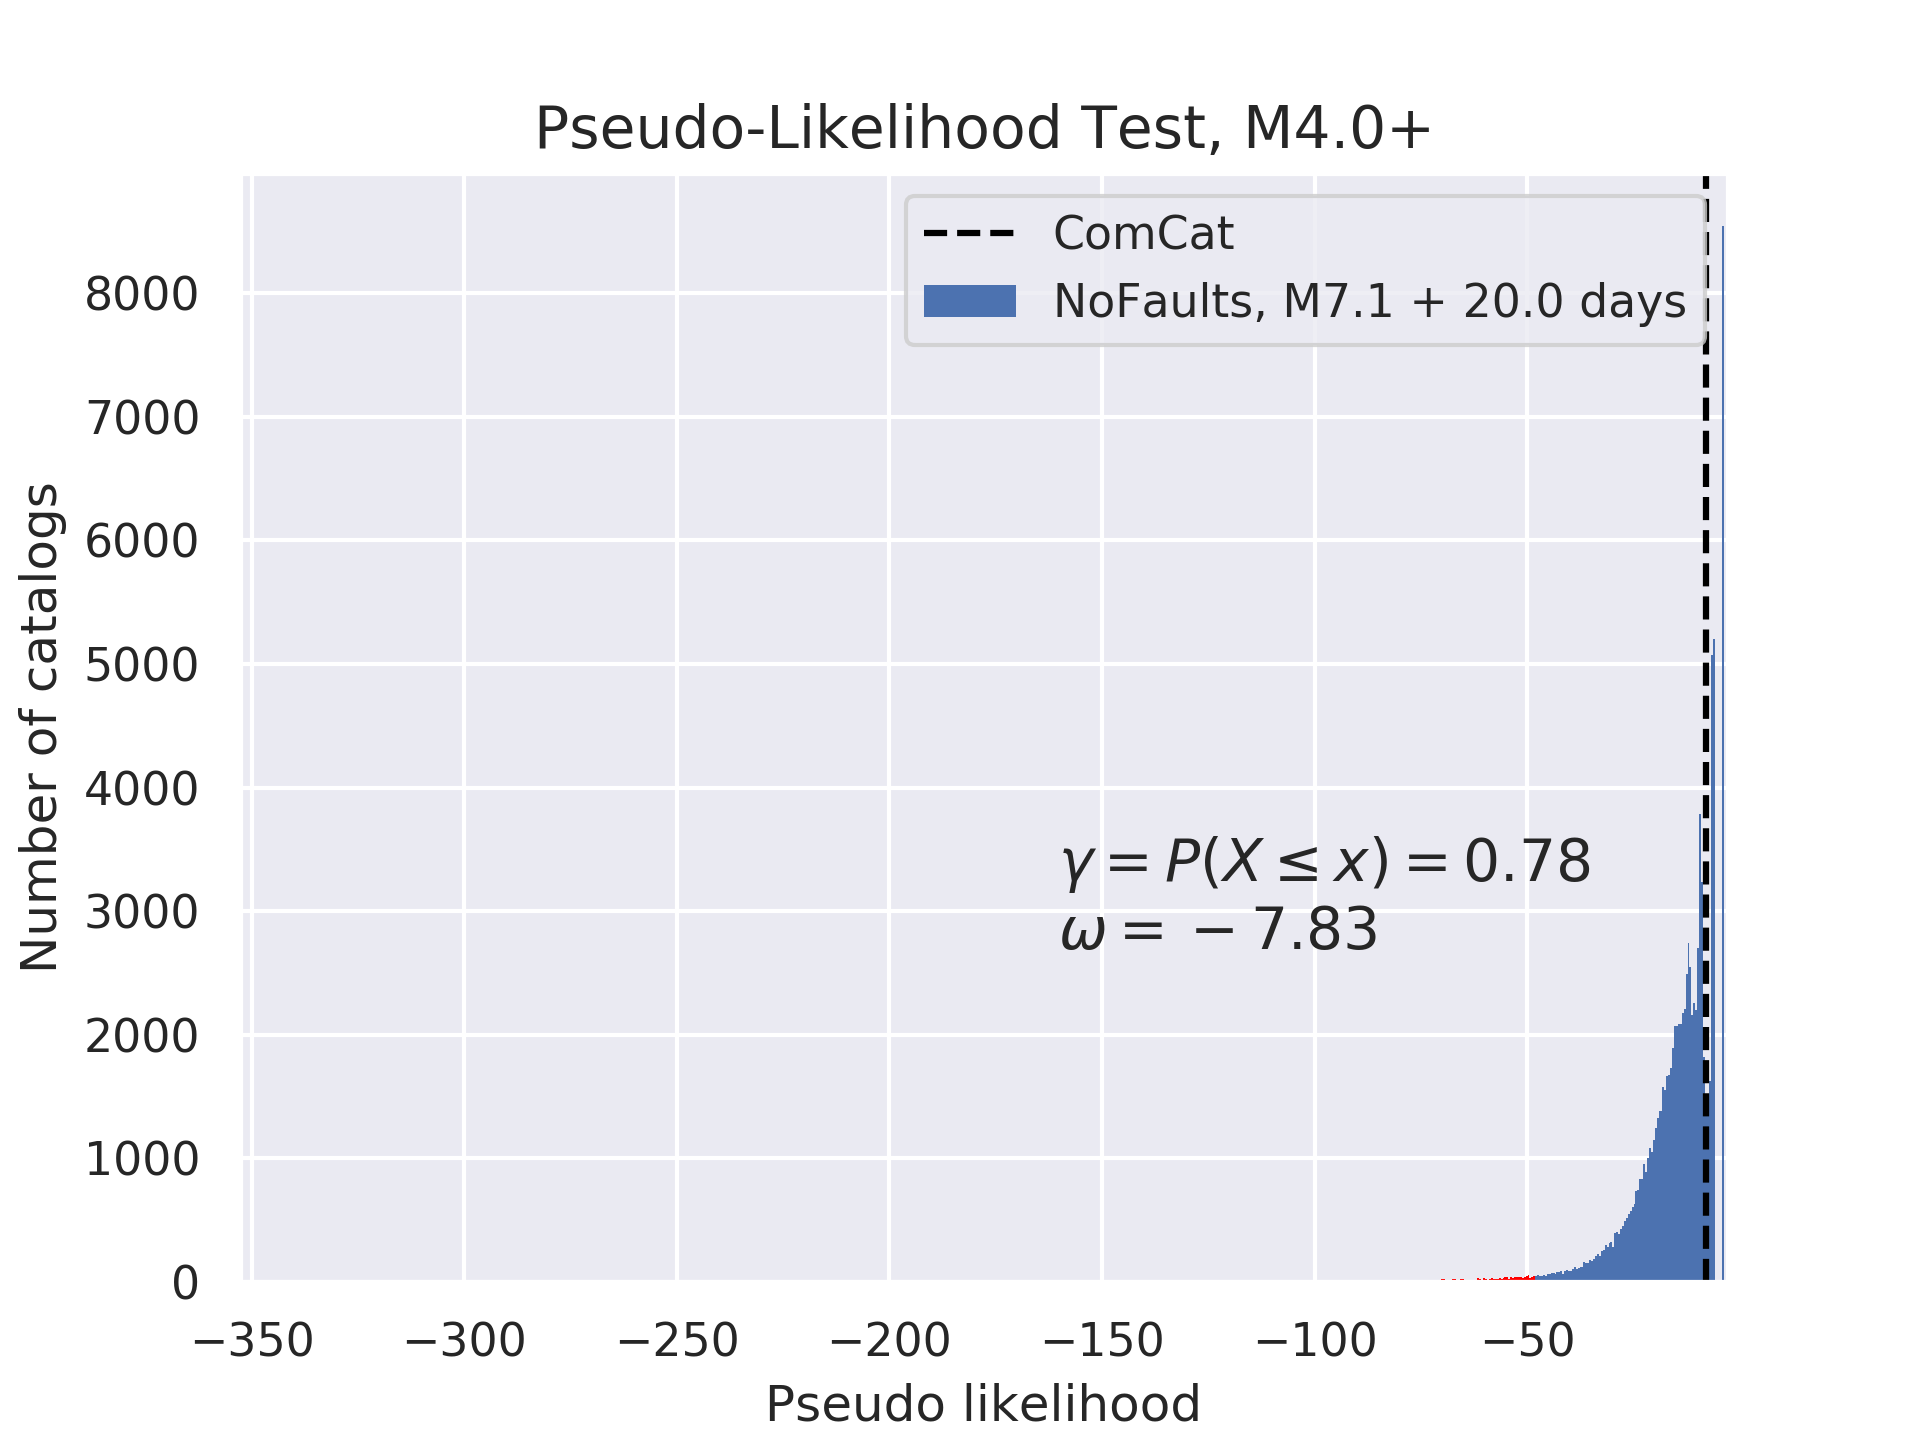 Pseudo-Likelihood Test, M4.0+
ComCat
NoFaults, M7.1 + 20.0 days
8000
7000
6000
5000
4000
3000
2000
1000
0
Number of catalogs
γ = P(X ≤ x) = 0.78
ω = − 7.83
−350 −300 −250 −200 −150 −100 −50
Pseudo likelihood